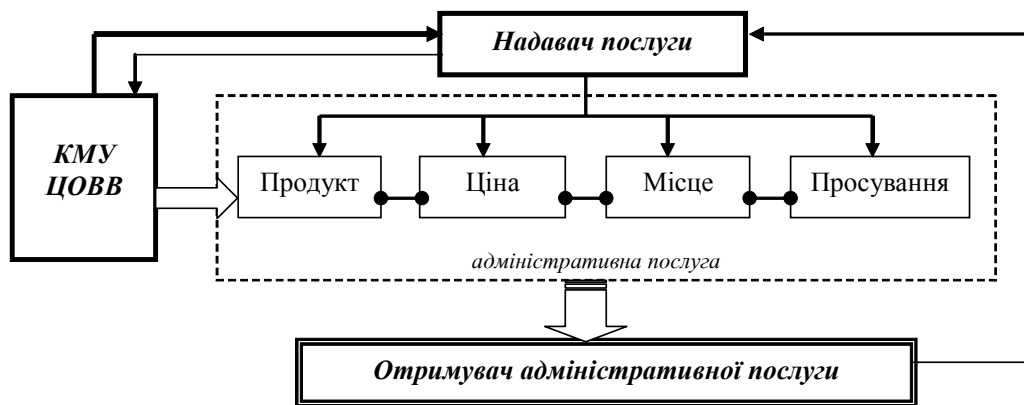 Надавач послуги
КМУ
ЦОВВ
Продукт
Ціна
Місце
Просування
адміністративна послуга
Отримувач адміністративної послуги